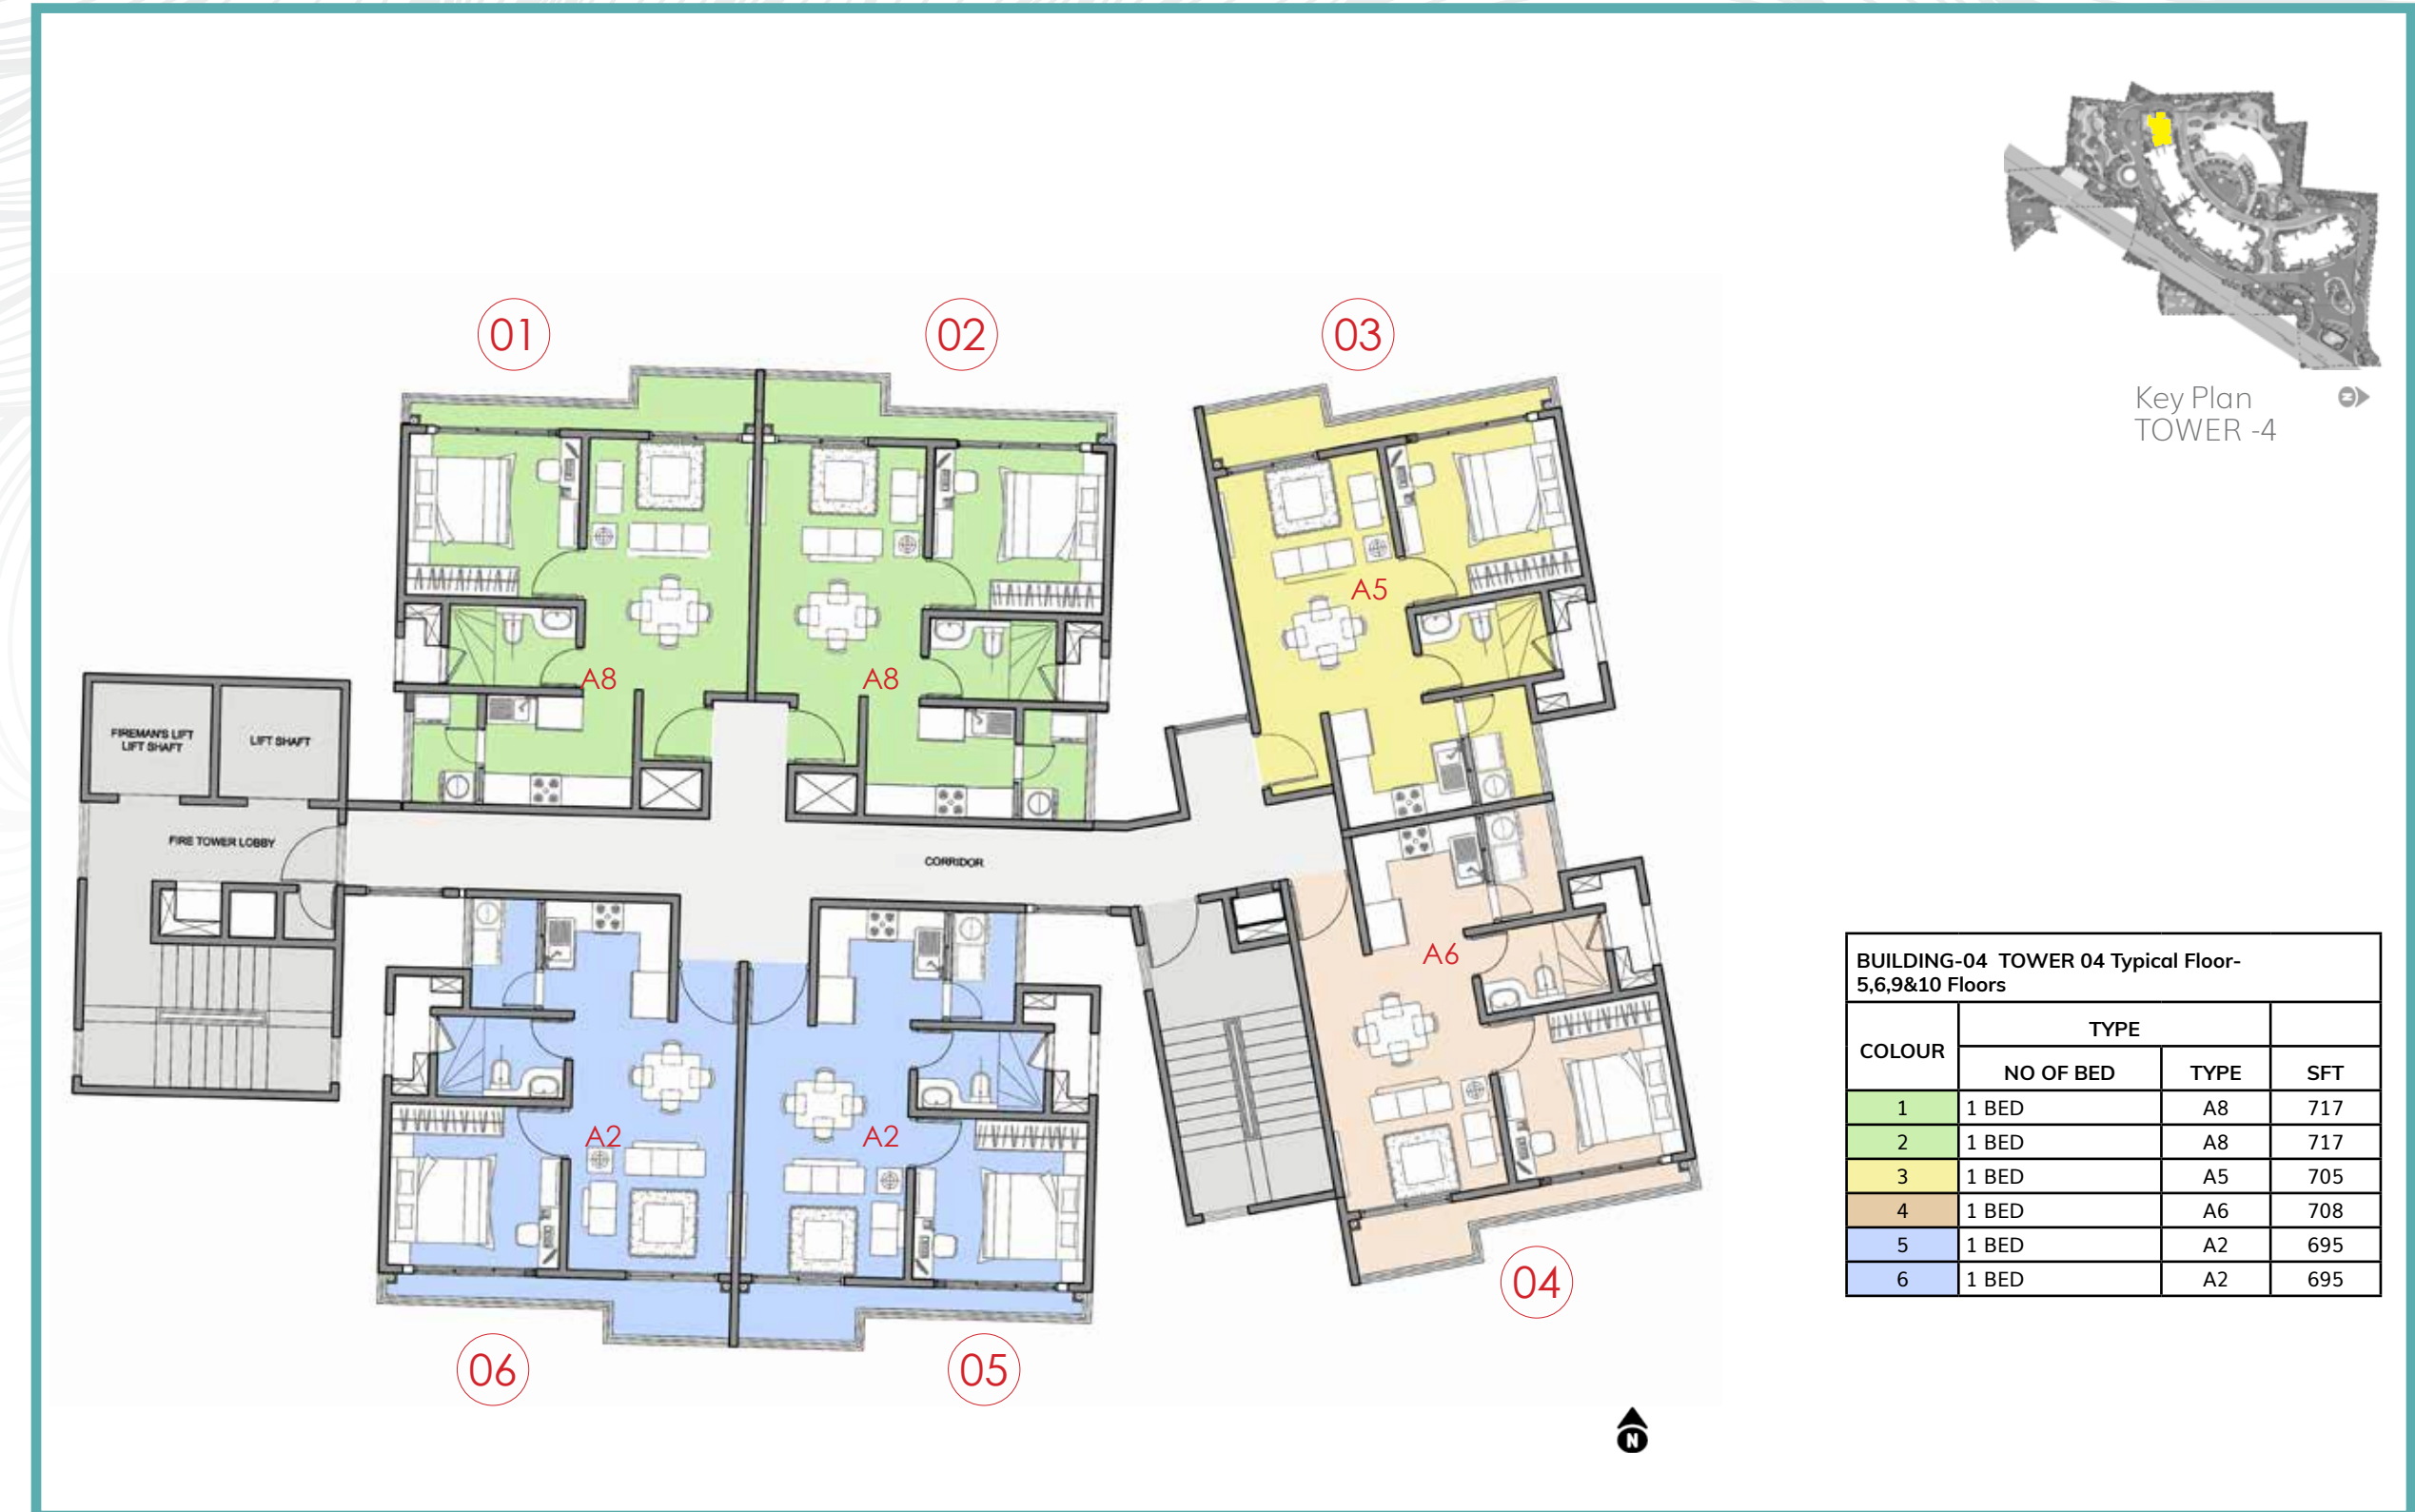 01
02
03
Key Plan
TOWER -4
A5
A8
A8
FIREMAN'S LIFT
LIFT SHAFT
LIFT SHAFT
FIRE TOWER LOBBY
CORRIDOR
A6
A2
A2
04
06
05
N
BUILDING-04 TOWER 04 Typical Floor-
5,6,9&10 Floors
COLOUR TYPE
NO OF BED TYPE SFT
1 1 BED A8 717
2 1 BED A8 717
3 1 BED A5 705
4 1 BED A6 708
5 1 BED A2 695
6 1 BED A2 695